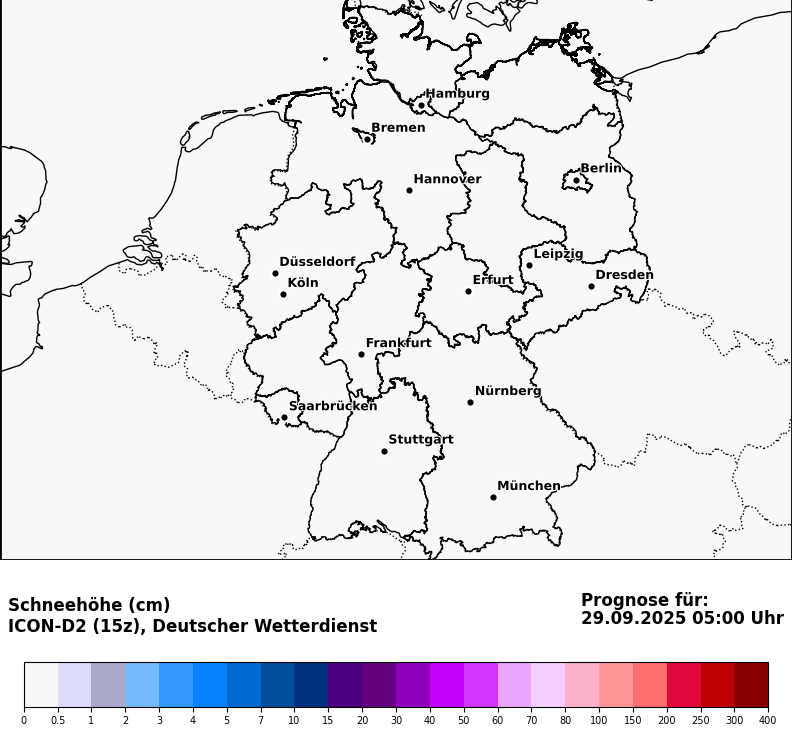 Hamburg
Bremen
Berlin
Hannover
Leipzig
Düsseldorf
Dresden
Köln
Erfurt
Frankfurt
Nürnberg
Saarbrücken
Stuttgart
München
Schneehöhe (cm)
ICON-D2 (15z), Deutscher Wetterdienst
Prognose für:
29.09.2025 05:00 Uhr
0 0.5 1 2 3 4 5 7 10 15 20 30 40 50 60 70 80 100 150 200 250 300 400